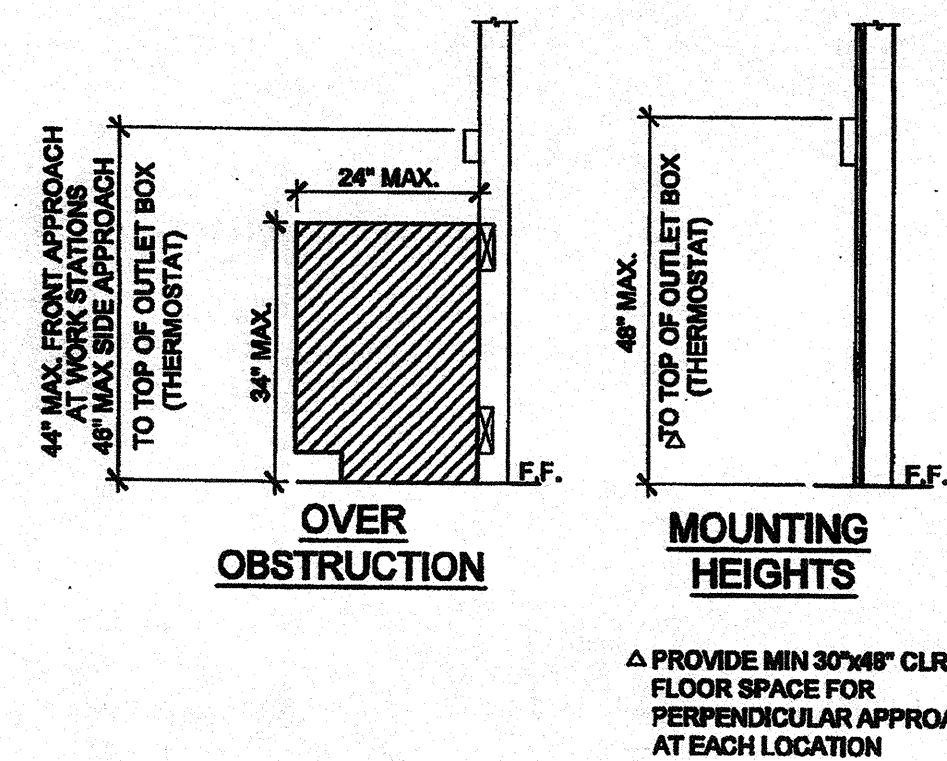 44" MAX. FRONT APPROACH
AT WORK STATIONS
46" MAX SIDE APPROACH
TO TOP OF OUTLET BOX
(THERMOSTAT)
24" MAX.
34" MAX.
F.F.
OVER
OBSTRUCTION
48" MAX.
TO TOP OF OUTLET BOX
(THERMOSTAT)
F.F.
MOUNTING
HEIGHTS
△ PROVIDE MIN 30"x48" CLR
FLOOR SPACE FOR
PERPENDICULAR APPROA
AT EACH LOCATION